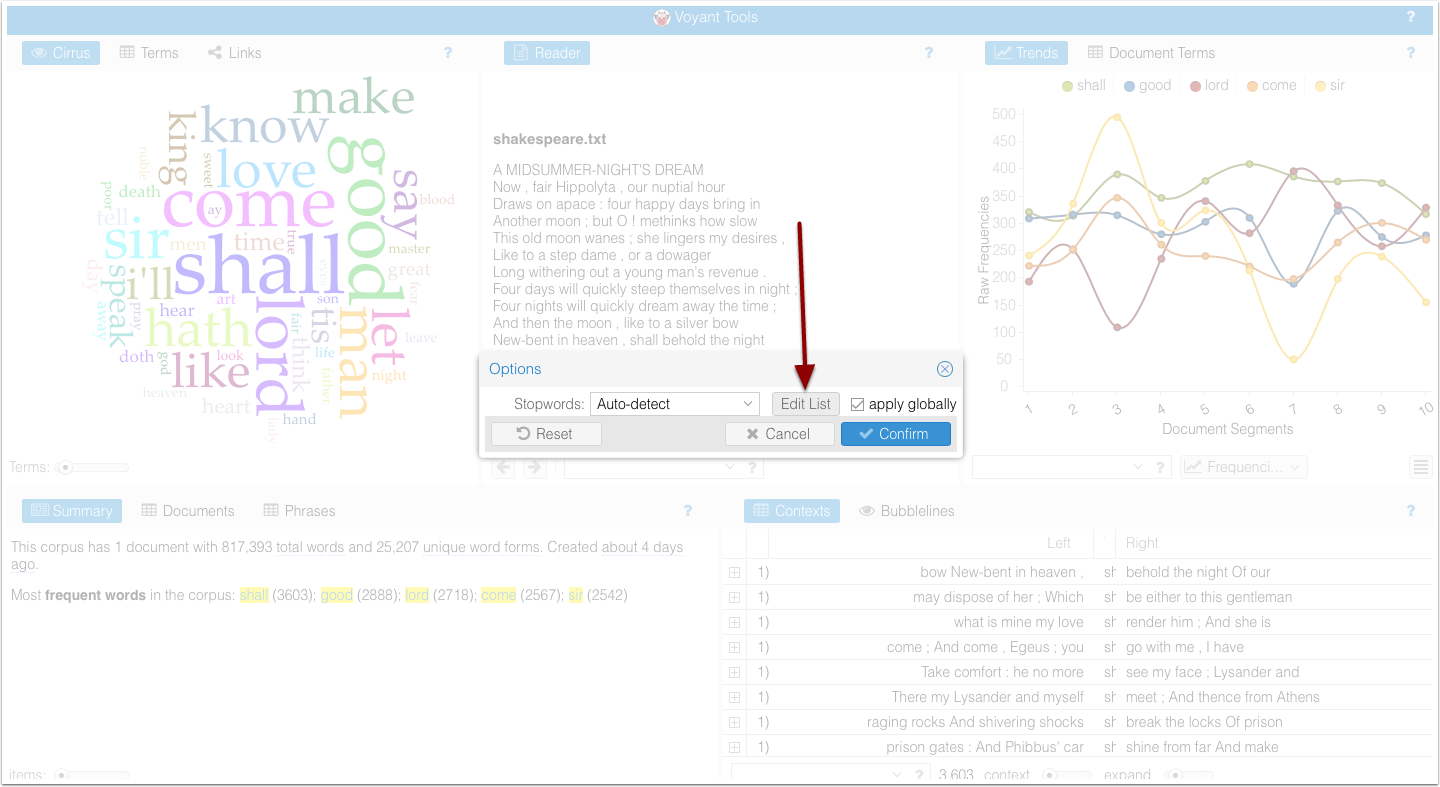 Voyant Tools
?
Cirrus Terms Links ?
make
know
king
good
noble
sweet
love
say
poor
death
come
ay
blood
tell
sir
men
time
true
master
shall
day
speak
i'll
eyes
great
fear
art
son
away
pray
hear
lord
fair
tis
man
let
hath
think
leave
doth
god
look
life
like
father
night
heaven
heart
lady
hand
Terms:
Reader ?
shakespeare.txt
A MIDSUMMER-NIGHT'S DREAM
Now , fair Hippolyta , our nuptial hour
Draws on apace : four happy days bring in
Another moon ; but O ! methinks how slow
This old moon wanes ; she lingers my desires ,
Like to a step dame , or a dowager
Long withering out a young man's revenue .
Four days will quickly steep themselves in night ;
Four nights will quickly dream away the time ;
And then the moon , like to a silver bow
New-bent in heaven , shall behold the night
?
Options
Stopwords: Auto-detect Edit List apply globally
Reset Cancel Confirm
Trends Document Terms ?
shall good lord come sir
500
450
400
350
300
250
200
150
100
50
0
Raw Frequencies
1 2 3 4 5 6 7 8 9 10
Document Segments
? Frequenci...
Summary Documents Phrases ?
This corpus has 1 document with 817,393 total words and 25,207 unique word forms. Created about 4 days
ago.
Most frequent words in the corpus: shall (3603); good (2888); lord (2718); come (2567); sir (2542)
items:
Contexts Bubblelines ?
Left Right
1) bow New-bent in heaven , sh behold the night Of our
1) may dispose of her ; Which sh be either to this gentleman
1) what is mine my love sh render him ; And she is
1) come ; And come , Egeus ; you sh go with me , I have
1) Take comfort : he no more sh see my face ; Lysander and
1) There my Lysander and myself sh meet ; And thence from Athens
1) raging rocks And shivering shocks sh break the locks Of prison
1) prison gates : And Phibbus' car sh shine from far And make
? 3,603 context expand